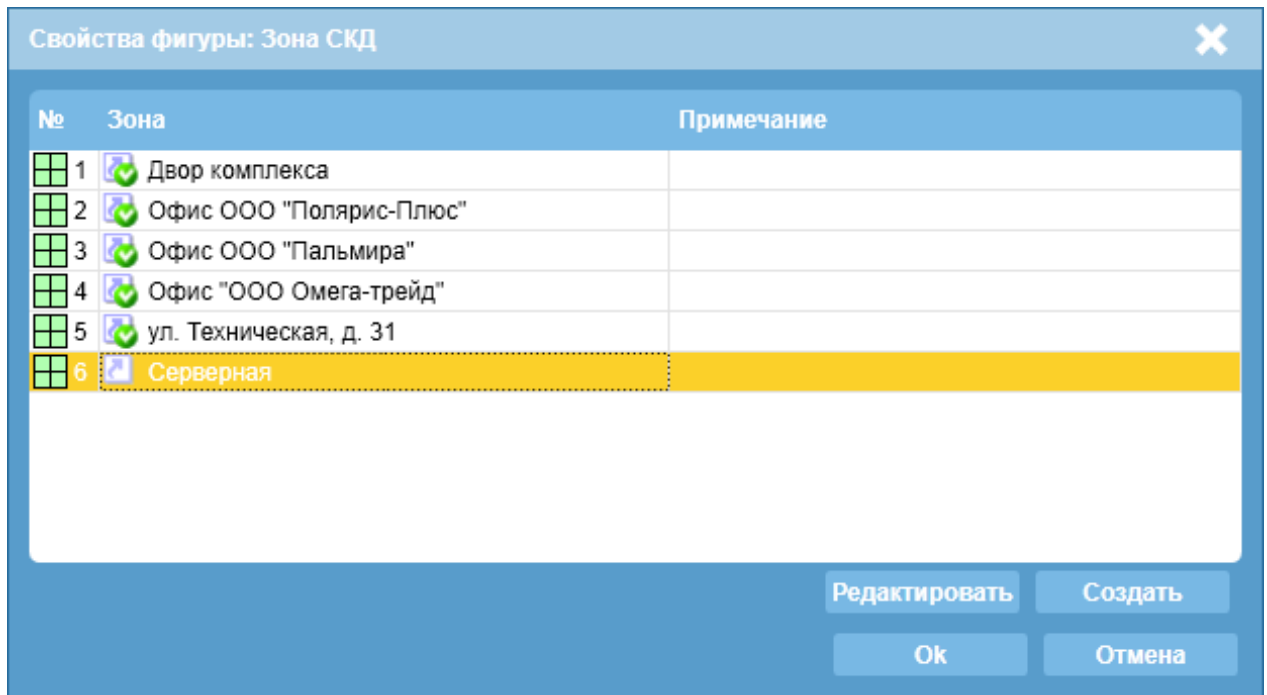 Свойства фигуры: Зона СКД
№ Зона Примечание
1 Двор комплекса
2 Офис ООО "Полярис-Плюс"
3 Офис ООО "Пальмира"
4 Офис "ООО Омега-трейд"
5 ул. Техническая, д. 31
6 Серверная
Редактировать Создать
Ok Отмена